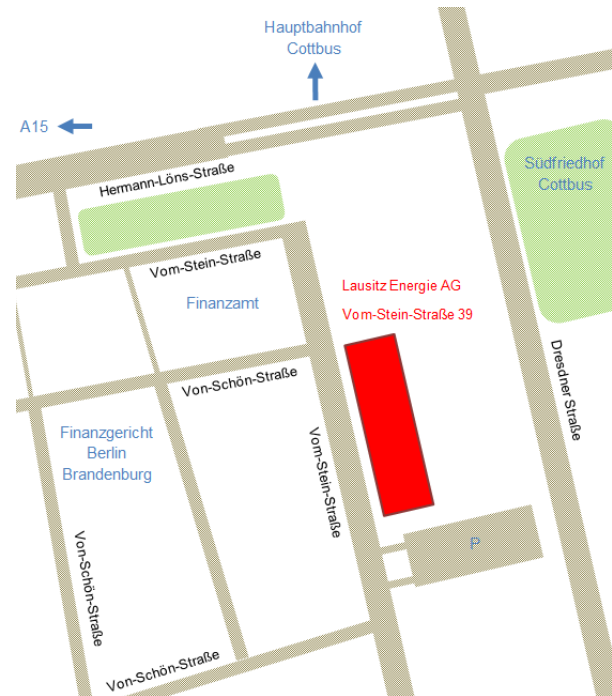 Hauptbahnhof
Cottbus
A15
Hermann-Löns-Straße
Südfriedhof
Cottbus
Vom-Stein-Straße
Lausitz Energie AG
Finanzamt
Vom-Stein-Straße 39
Dresdner Straße
Von-Schön-Straße
Finanzgericht
Berlin
Brandenburg
Vom-Stein-Straße
Von-Schön-Straße
P
Von-Schön-Straße